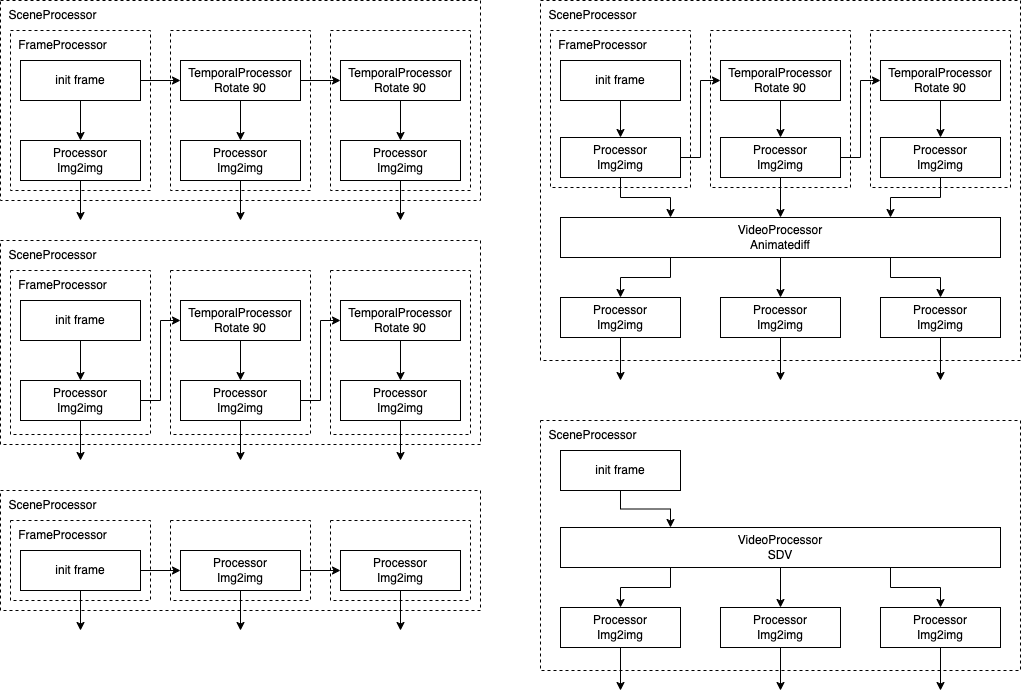 SceneProcessor
FrameProcessor
init frame
TemporalProcessor
Rotate 90
TemporalProcessor
Rotate 90
Processor
Img2img
Processor
Img2img
Processor
Img2img
SceneProcessor
FrameProcessor
init frame
TemporalProcessor
Rotate 90
TemporalProcessor
Rotate 90
Processor
Img2img
Processor
Img2img
Processor
Img2img
SceneProcessor
FrameProcessor
init frame
Processor
Img2img
Processor
Img2img
SceneProcessor
FrameProcessor
init frame
TemporalProcessor
Rotate 90
TemporalProcessor
Rotate 90
Processor
Img2img
Processor
Img2img
Processor
Img2img
VideoProcessor
Animatediff
Processor
Img2img
Processor
Img2img
Processor
Img2img
SceneProcessor
init frame
VideoProcessor
SDV
Processor
Img2img
Processor
Img2img
Processor
Img2img